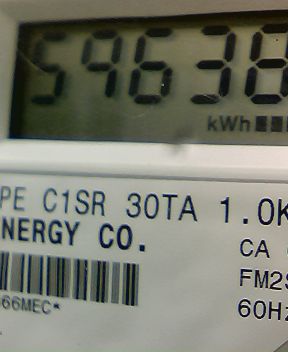 59638
kWh
PE C1SR 30TA 1.0K
NERGY CO.
CA
FM2S
66MEC*
60Hz